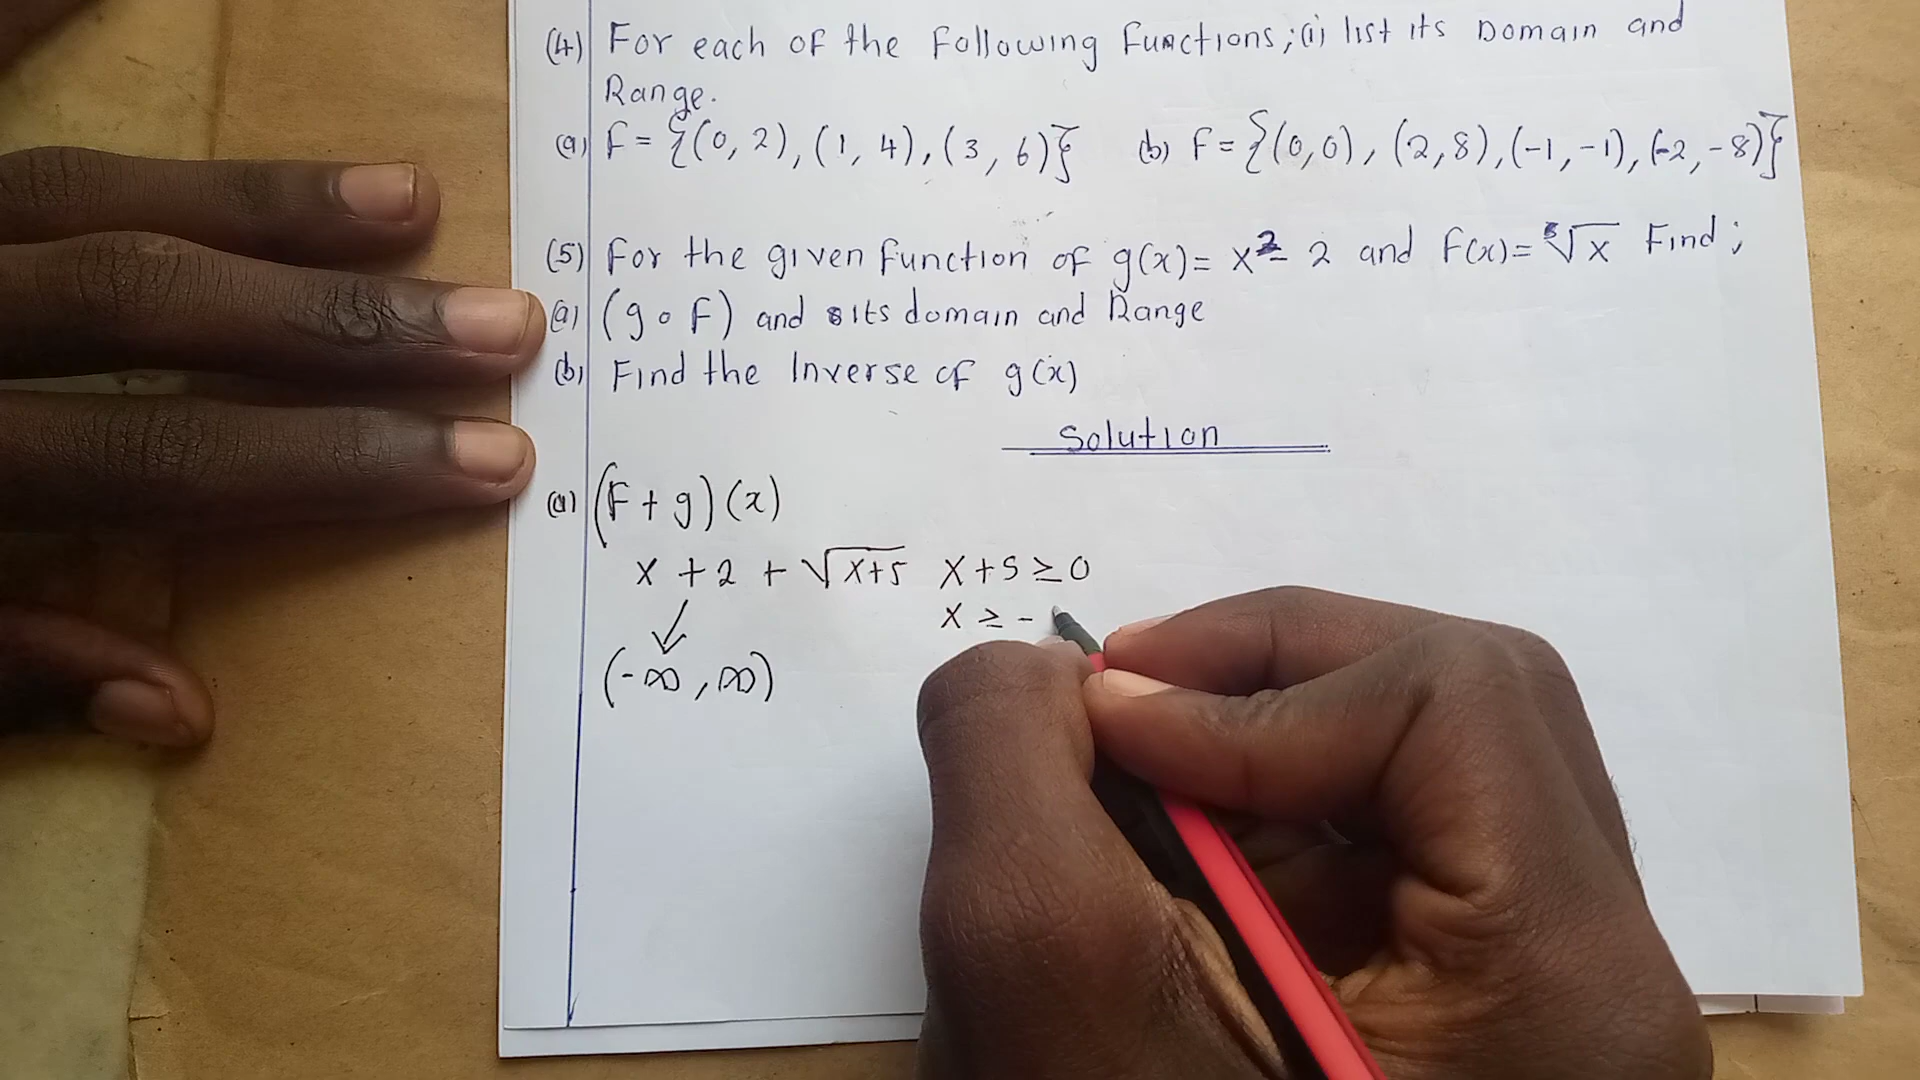 (4) For each of the following functions; (i) list its Domain and
Range.
(a) F = {(0, 2), (1, 4), (3, 6)} (b) F = {(0,0), (2,8), (-1,-1), (-2,-8)}
(5) For the given function of g(x) = x² - 2 and F(x) = ³√x Find;
(a) (g ∘ F) and its domain and Range
(b) Find the Inverse of g(x)
Solution
(a) (F + g)(x)
x + 2 + √x+5 x+5 ≥ 0
x ≥ -
(-∞, ∞)